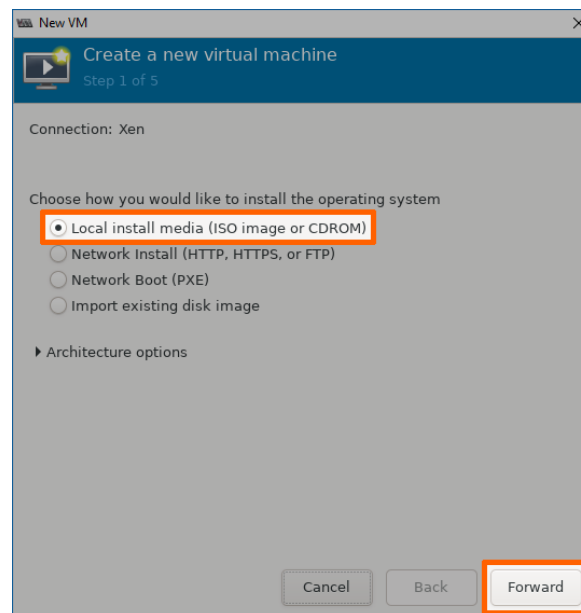 New VM
Create a new virtual machine
Step 1 of 5
Connection: Xen
Choose how you would like to install the operating system
Local install media (ISO image or CDROM)
Network Install (HTTP, HTTPS, or FTP)
Network Boot (PXE)
Import existing disk image
Architecture options
Cancel Back Forward